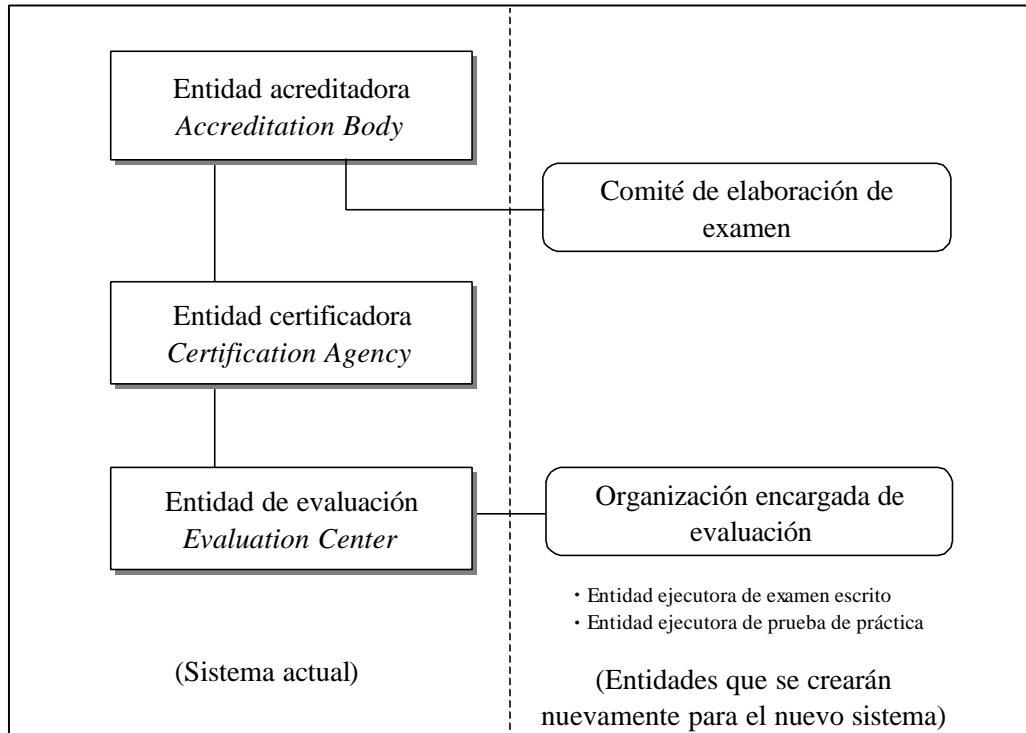 Entidad acreditadora
Accreditation Body
Comité de elaboración de
examen
Entidad certificadora
Certification Agency
Entidad de evaluación
Evaluation Center
Organización encargada de
evaluación
・Entidad ejecutora de examen escrito
・Entidad ejecutora de prueba de práctica
(Sistema actual)
(Entidades que se crearán
nuevamente para el nuevo sistema)